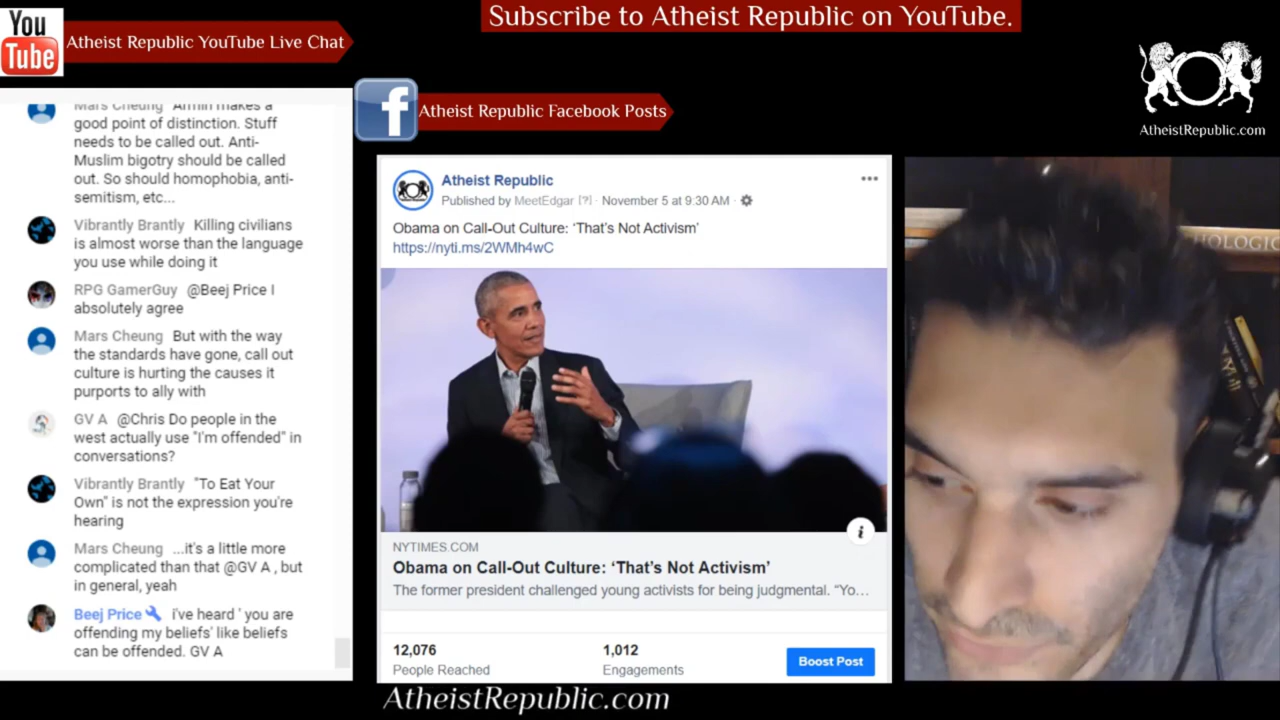 Subscribe to Atheist Republic on YouTube.
You
Tube
Atheist Republic YouTube Live Chat
AtheistRepublic.com
f
Atheist Republic Facebook Posts
Mars Cheung Armin makes a
good point of distinction. Stuff
needs to be called out. Anti-
Muslim bigotry should be called
out. So should homophobia, anti-
semitism, etc...
Vibrantly Brantly Killing civilians
is almost worse than the language
you use while doing it
RPG GamerGuy @Beej Price I
absolutely agree
Mars Cheung But with the way
the standards have gone, call out
culture is hurting the causes it
purports to ally with
GV A @Chris Do people in the
west actually use "I'm offended" in
conversations?
Vibrantly Brantly "To Eat Your
Own" is not the expression you're
hearing
Mars Cheung ...it's a little more
complicated than that @GV A , but
in general, yeah
Beej Price i've heard ' you are
offending my beliefs' like beliefs
can be offended. GV A
Atheist Republic
Published by MeetEdgar [?] · November 5 at 9:30 AM ·
Obama on Call-Out Culture: 'That's Not Activism'
https://nyti.ms/2WMh4wC
i
NYTIMES.COM
Obama on Call-Out Culture: 'That's Not Activism'
The former president challenged young activists for being judgmental. "Yo...
12,076
People Reached
1,012
Engagements
Boost Post
AtheistRepublic.com